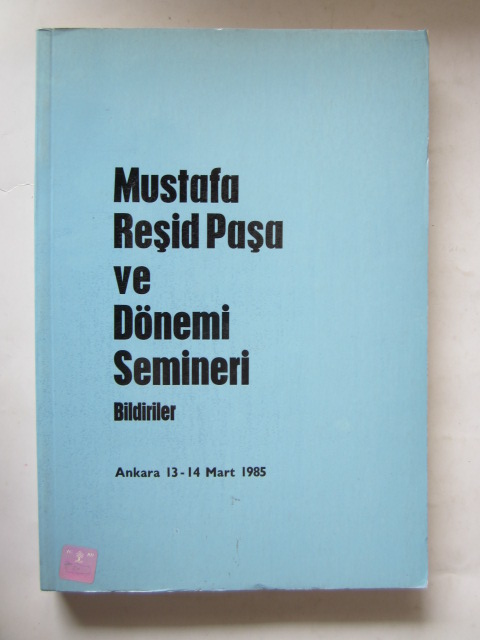 Mustafa
Reşid Paşa
ve
Dönemi
Semineri
Bildiriler
Ankara 13-14 Mart 1985